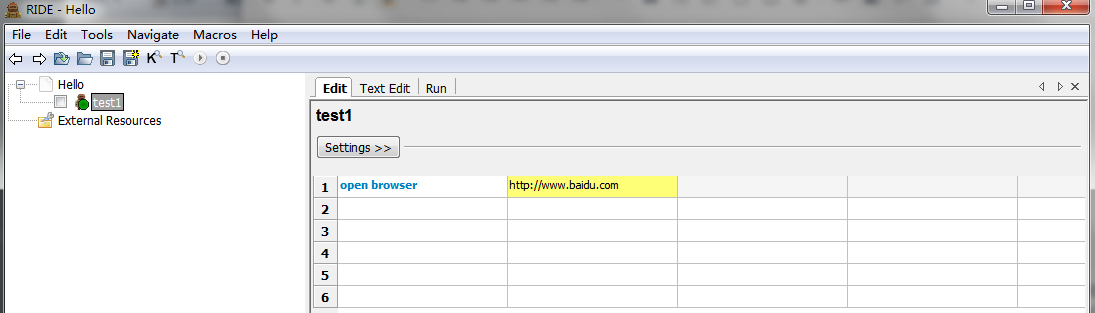 RIDE - Hello
File Edit Tools Navigate Macros Help
K T
Hello
test1
External Resources
Edit Text Edit Run
test1
Settings >>
1 open browser http://www.baidu.com
2
3
4
5
6